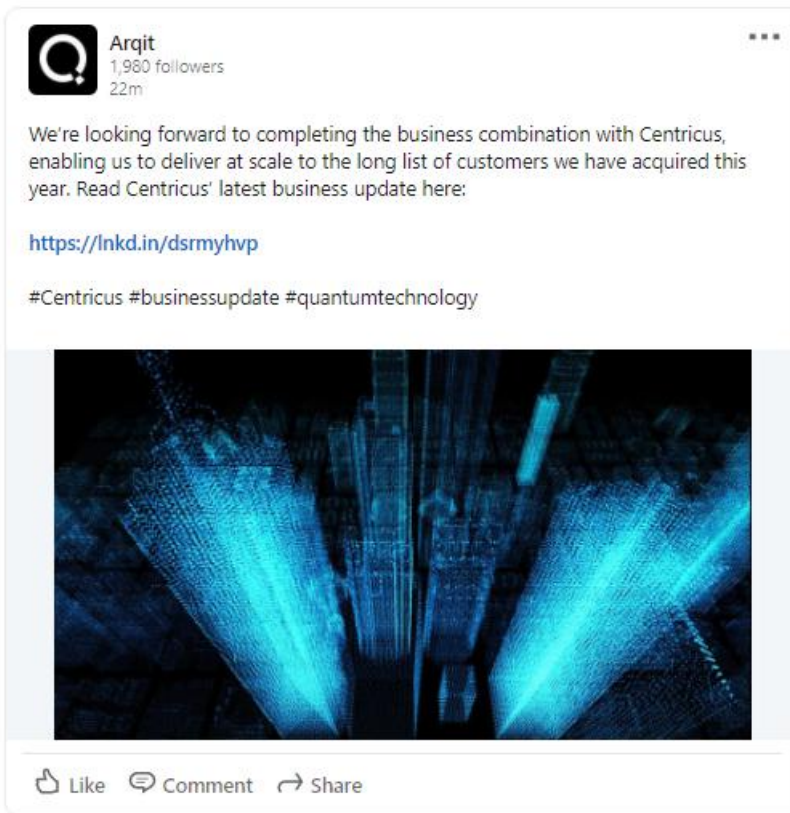 Arqit
1,980 followers
22m
We're looking forward to completing the business combination with Centricus,
enabling us to deliver at scale to the long list of customers we have acquired this
year. Read Centricus' latest business update here:
https://lnkd.in/dsrmyhvp
#Centricus #businessupdate #quantumtechnology
Like Comment Share